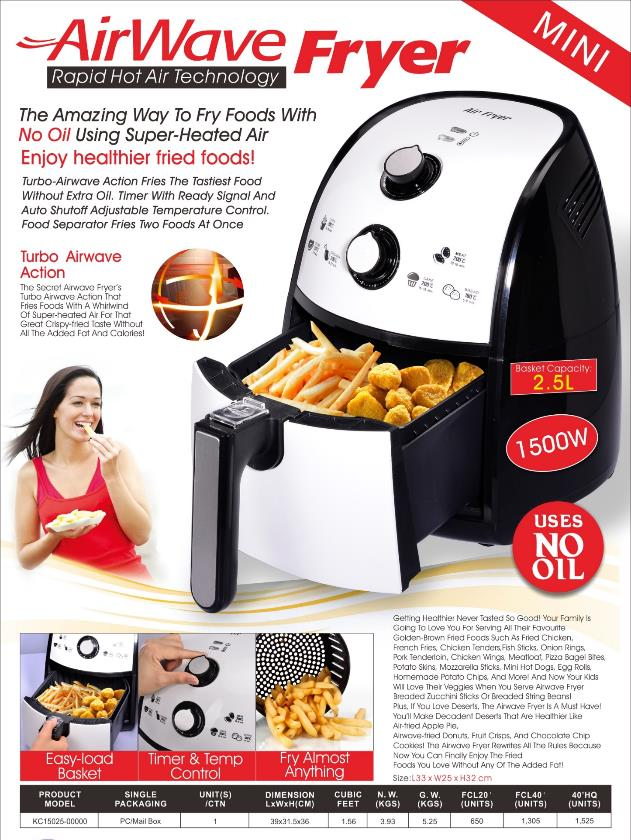 AirWave Fryer
Rapid Hot Air Technology
MINI
The Amazing Way To Fry Foods With
No Oil Using Super-Heated Air
Enjoy healthier fried foods!
Turbo-Airwave Action Fries The Tastiest Food
Without Extra Oil. Timer With Ready Signal And
Auto Shutoff Adjustable Temperature Control.
Food Separator Fries Two Foods At Once
Turbo Airwave
Action
The Secret Airwave Fryer's
Turbo Airwave Action That
Fries Foods With A Whirlwind
Of Super-heated Air For That
Great Crispy-fried Taste Without
All The Added Fat And Calories!
Air Fryer
Basket Capacity:
2.5L
1500W
USES
NO
OIL
Getting Healthier Never Tasted So Good! Your Family Is
Going To Love You For Serving All Their Favourite
Golden-Brown Fried Foods Such As Fried Chicken,
French Fries, Chicken Tenders,Fish Sticks, Onion Rings,
Pork Tenderloin, Chicken Wings, Meatloaf, Pizza Bagel Bites,
Potato Skins, Mozzarella Sticks, Mini Hot Dogs, Egg Rolls,
Homemade Potato Chips, And More! And Now Your Kids
Will Love Their Veggies When You Serve Airwave Fryer
Breaded Zucchini Sticks Or Breaded String Beans!
Plus, If You Love Deserts, The Airwave Fryer Is A Must Have!
You'll Make Decadent Deserts That Are Healthier Like
Air-fried Apple Pie,
Airwave-fried Donuts, Fruit Crisps, And Chocolate Chip
Cookies! The Airwave Fryer Rewrites All The Rules Because
Now You Can Finally Enjoy The Fried
Foods You Love Without Any Of The Added Fat!
Size:L33 x W25 x H32 cm
Easy-load
Basket
Timer & Temp
Control
Fry Almost
Anything
PRODUCT MODEL SINGLE PACKAGING UNIT(S) /CTN DIMENSION LxWxH(CM) CUBIC FEET N. W. (KGS) G. W. (KGS) FCL20' (UNITS) FCL40' (UNITS) 40'HQ (UNITS)
KC15025-00000 PC/Mail Box 1 39x31.5x36 1.56 3.93 5.25 650 1,305 1,525